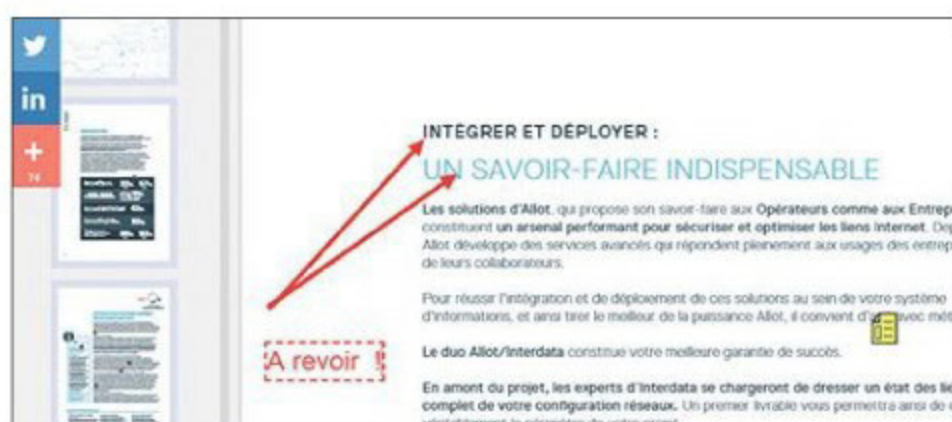 in
+
74
INTÉGRER ET DÉPLOYER :
UN SAVOIR-FAIRE INDISPENSABLE
Les solutions d'Allot, qui propose son savoir-faire aux Opérateurs comme aux Entrep
constituent un arsenal performant pour sécuriser et optimiser les liens Internet. Dep
Allot développe des services avancés qui répondent pleinement aux usages des entrep
de leurs collaborateurs.
Pour réussir l'intégration et de déploiement de ces solutions au sein de votre système
d'informations, et ainsi tirer le meilleur de la puissance Allot, il convient d' avec mét
A revoir !
Le duo Allot/Interdata constitue votre meilleure garantie de succès.
En amont du projet, les experts d'Interdata se chargeront de dresser un état des lie
complet de votre configuration réseaux. Un premier livrable vous permettra ainsi de